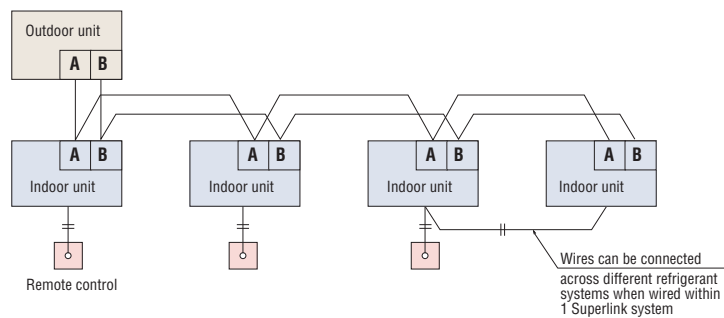 Outdoor unit
A B
A B
Indoor unit
A B
Indoor unit
A B
Indoor unit
A B
Indoor unit
Remote control
Wires can be connected
across different refrigerant
systems when wired within
1 Superlink system